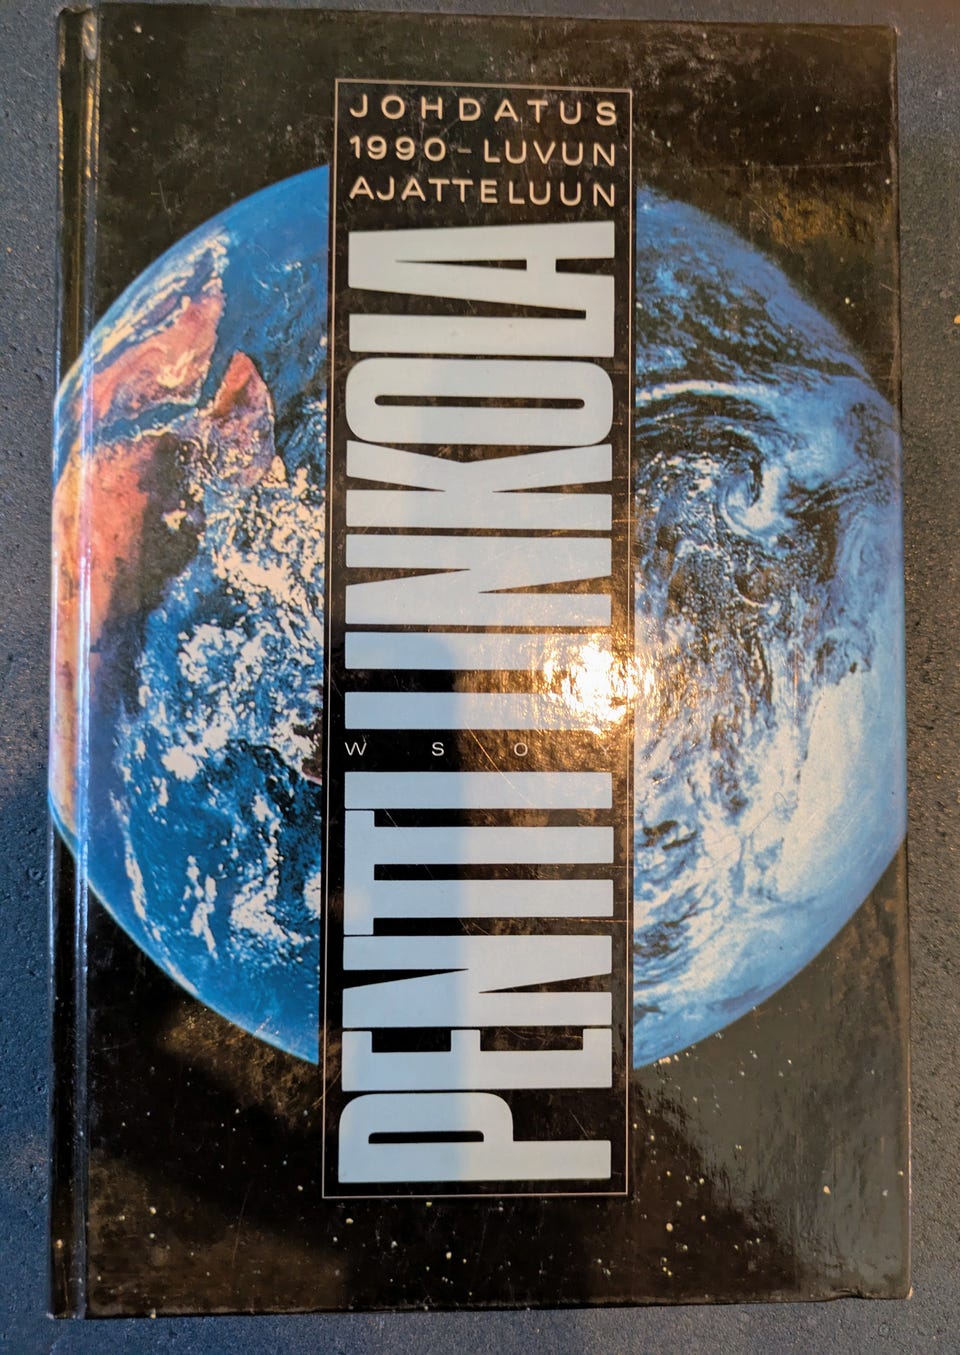 JOHDATUS
1990-LUVUN
AJATTELUUN
PENTTI LINKOLA
WSOY